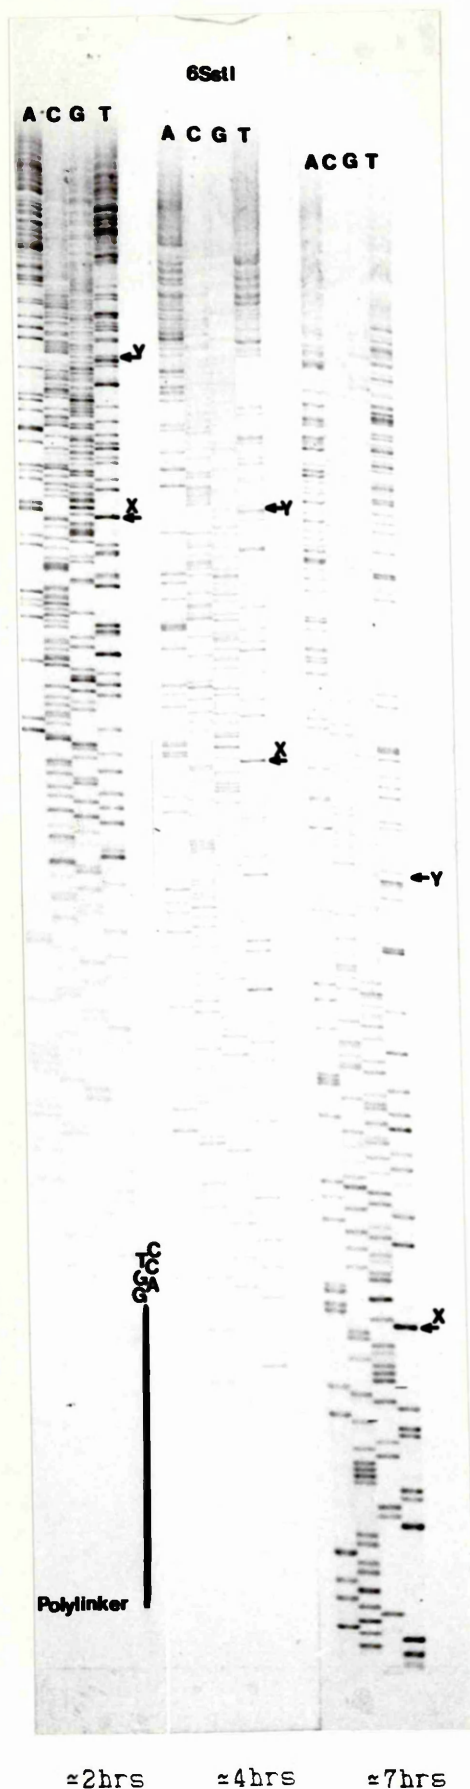 6SstI
A C G T
A C G T
A C G T
Y
X
Y
X
Y
X
C
T
C
G
A
G
Polylinker
≃2hrs ≃4hrs ≃7hrs